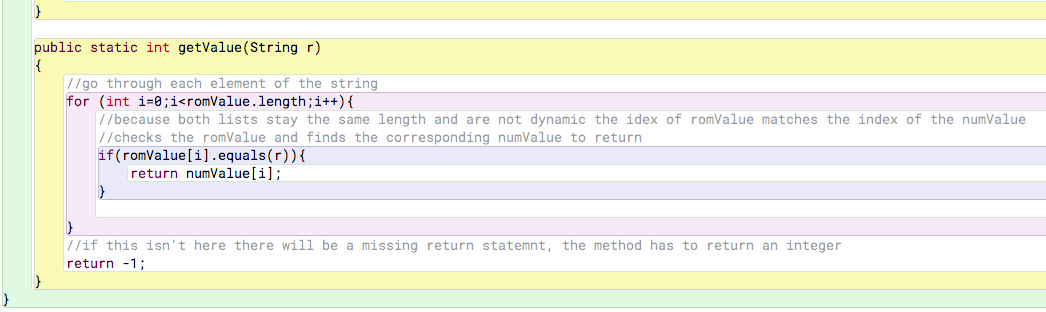 }
public static int getValue(String r)
{
//go through each element of the string
for (int i=0;i<romValue.length;i++){
//because both lists stay the same length and are not dynamic the idex of romValue matches the index of the numValue
//checks the romValue and finds the corresponding numValue to return
if(romValue[i].equals(r)){
return numValue[i];
}
}
//if this isn't here there will be a missing return statemnt, the method has to return an integer
return -1;
}
}